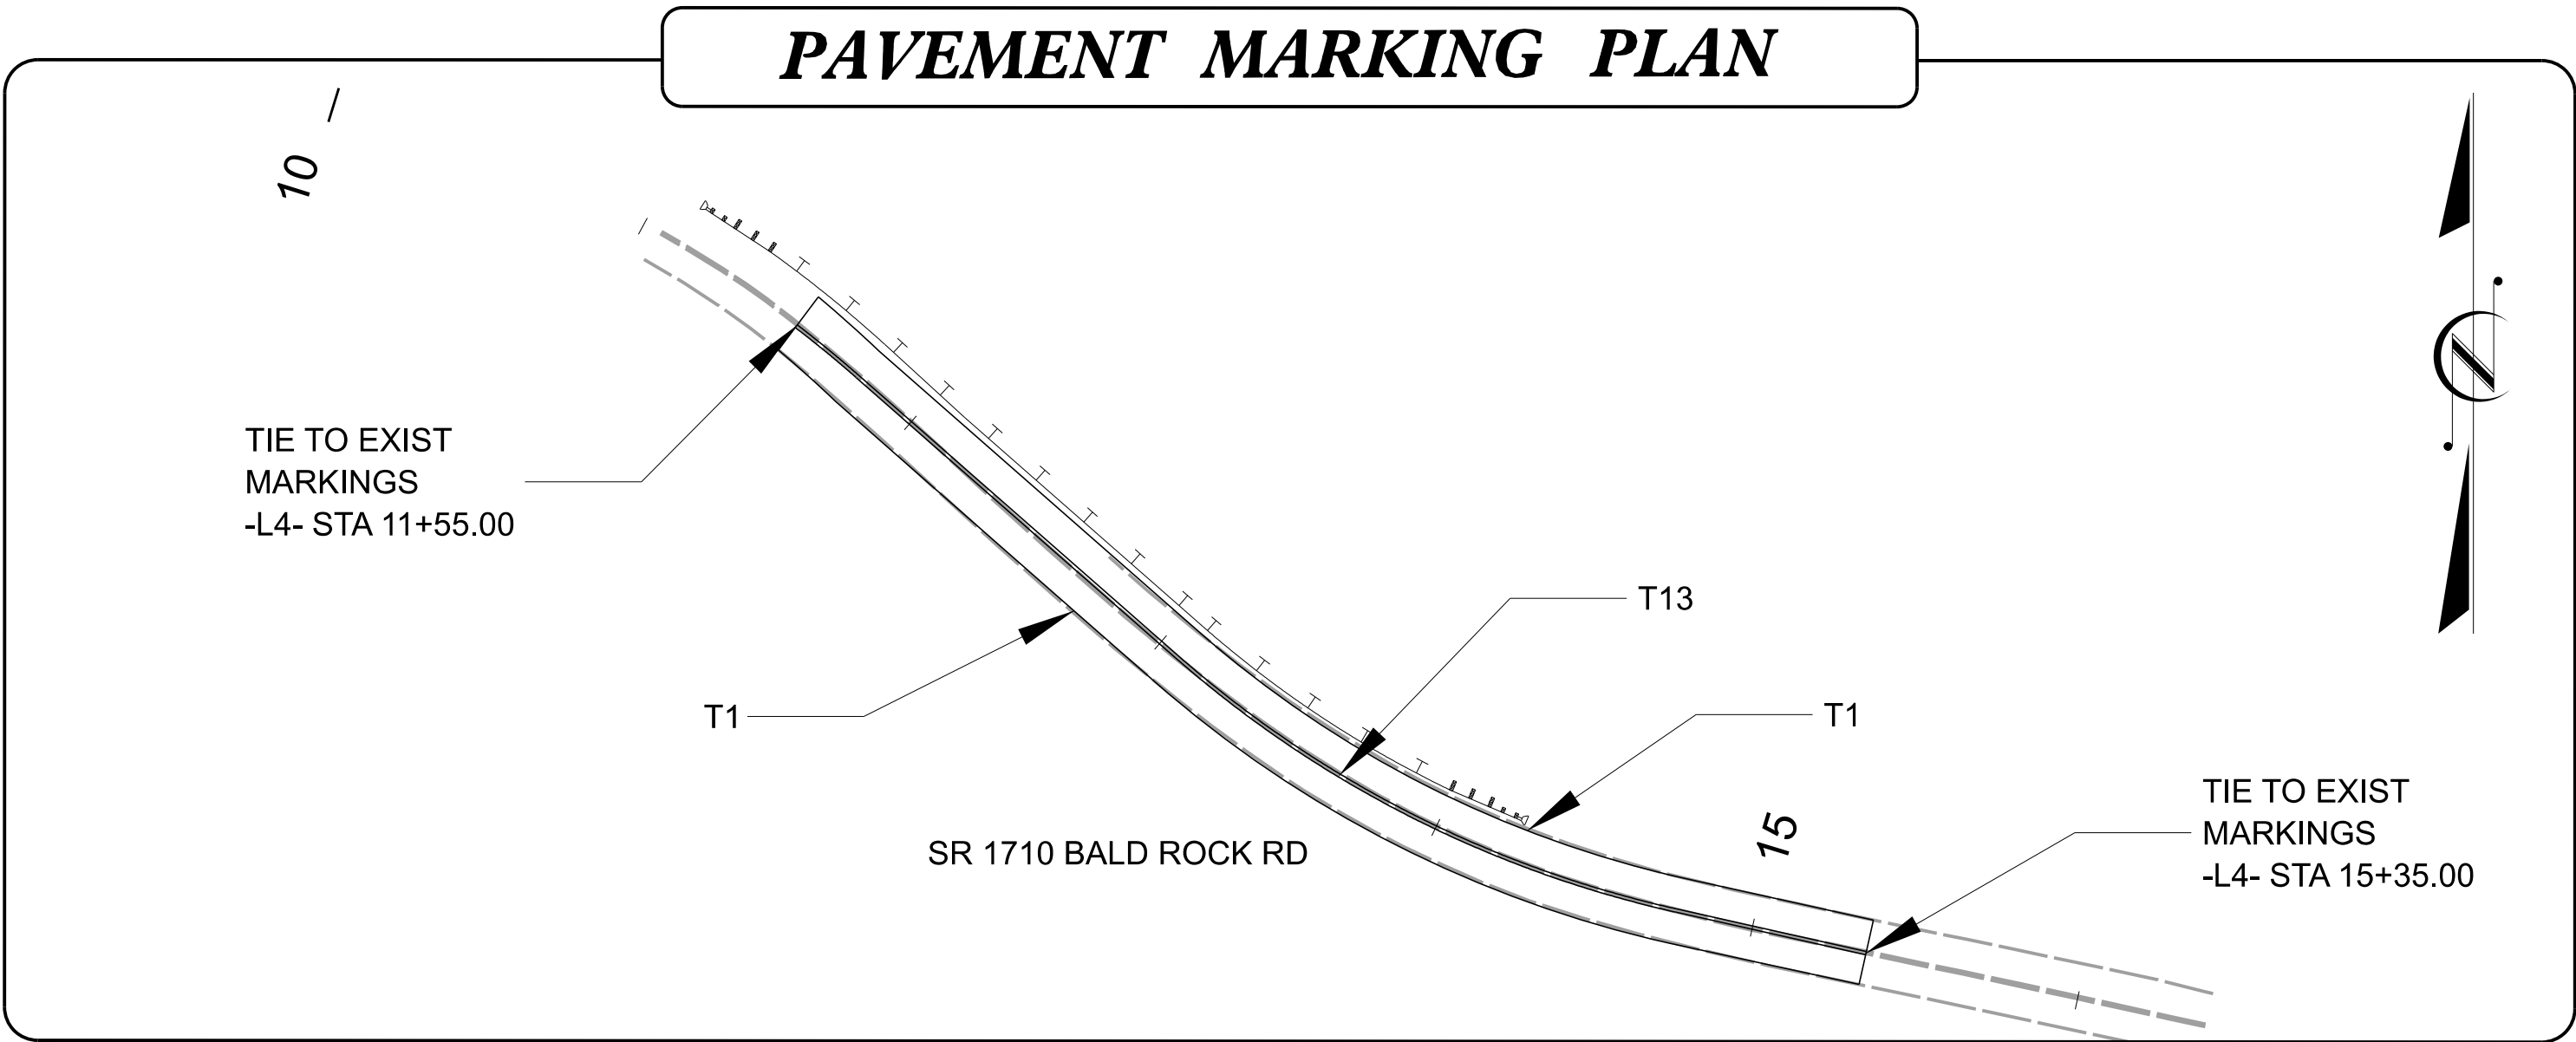 PAVEMENT MARKING PLAN
10
TIE TO EXIST
MARKINGS
-L4- STA 11+55.00
T13
T1
T1
SR 1710 BALD ROCK RD
15
TIE TO EXIST
MARKINGS
-L4- STA 15+35.00
N